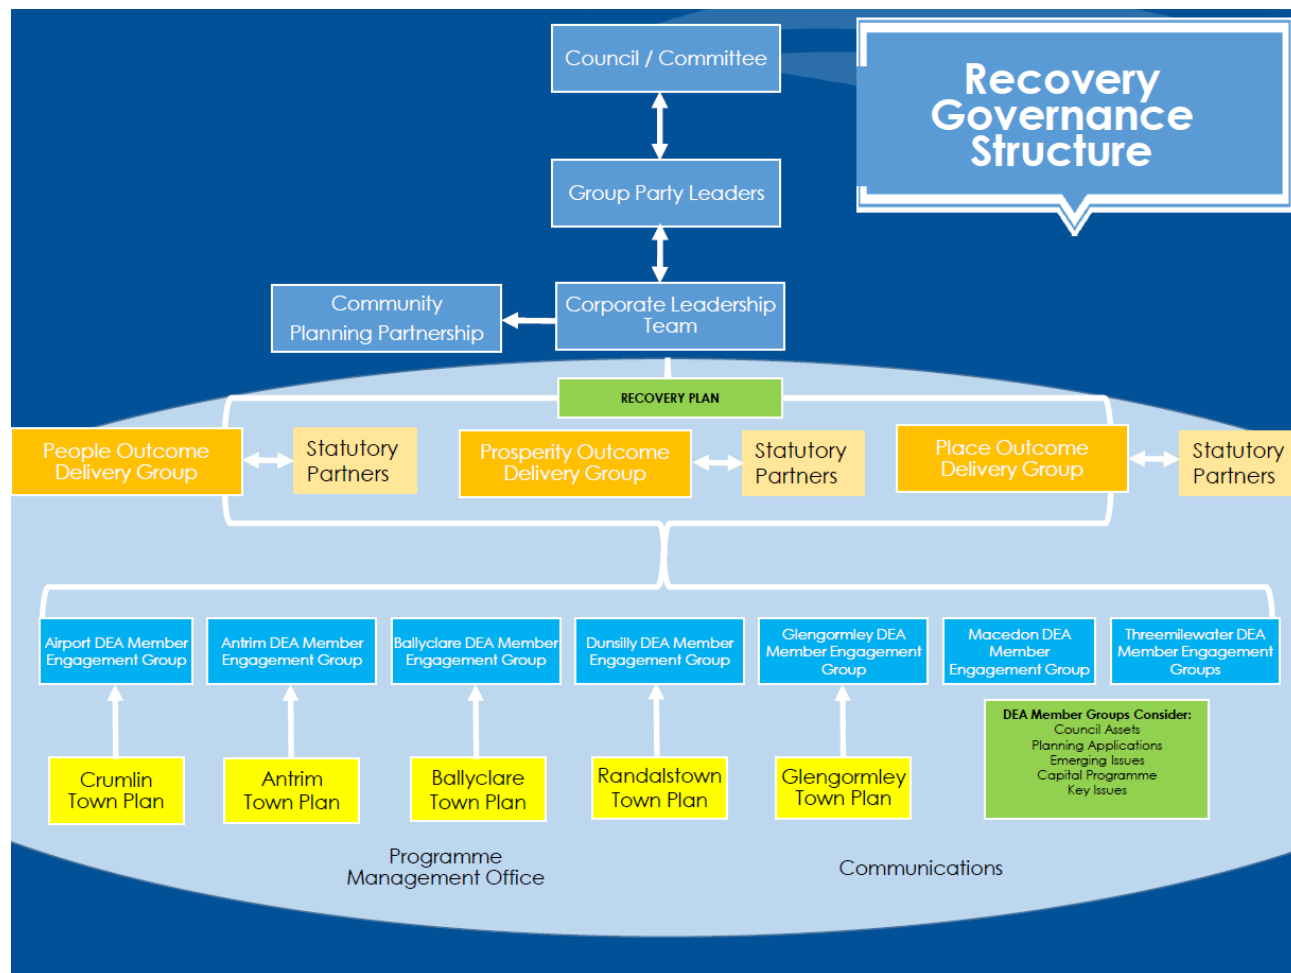 Council / Committee
Recovery
Governance
Structure
Group Party Leaders
Community
Planning Partnership
Corporate Leadership
Team
RECOVERY PLAN
People Outcome
Delivery Group
Statutory
Partners
Prosperity Outcome
Delivery Group
Statutory
Partners
Place Outcome
Delivery Group
Statutory
Partners
Airport DEA Member
Engagement Group
Antrim DEA Member
Engagement Group
Ballyclare DEA Member
Engagement Group
Dunsilly DEA Member
Engagement Group
Glengormley DEA
Member Engagement
Group
Macedon DEA
Member
Engagement Group
Threemilewater DEA
Member Engagement
Groups
DEA Member Groups Consider:
Council Assets
Planning Applications
Emerging Issues
Capital Programme
Key Issues
Crumlin
Town Plan
Antrim
Town Plan
Ballyclare
Town Plan
Randalstown
Town Plan
Glengormley
Town Plan
Programme
Management Office
Communications